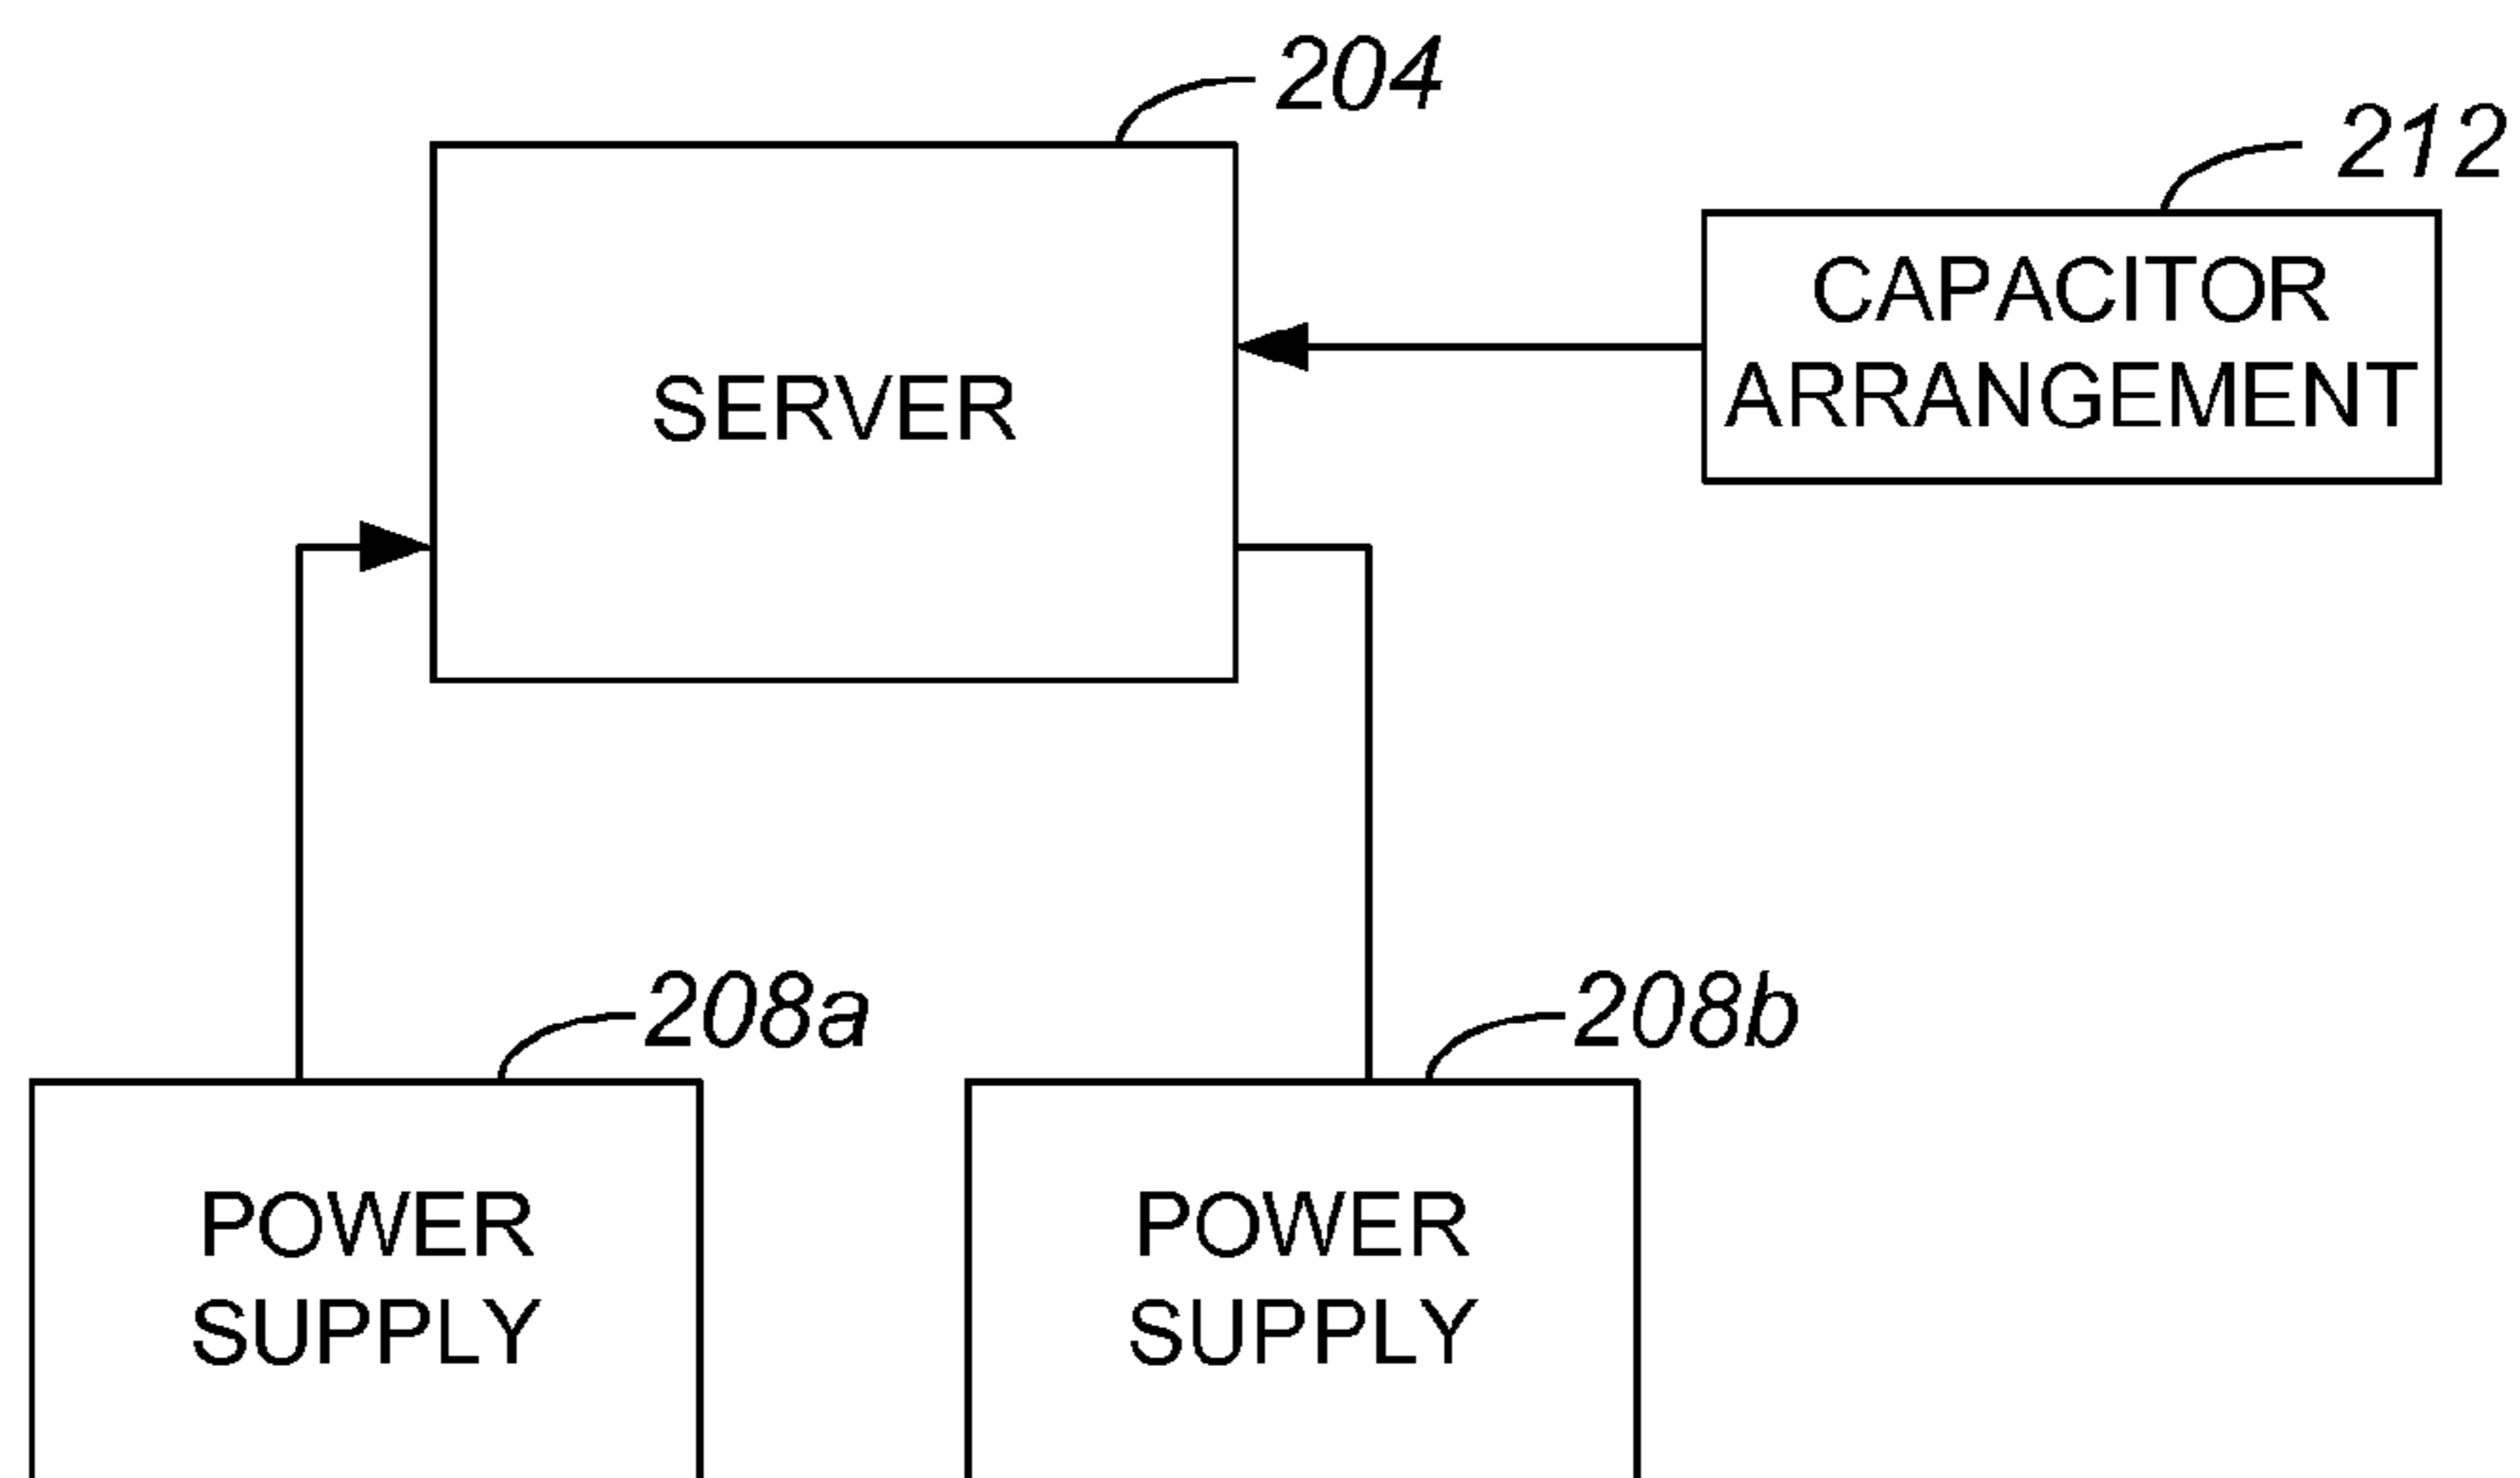 204
212
CAPACITOR
ARRANGEMENT
SERVER
208a
208b
POWER
SUPPLY
POWER
SUPPLY